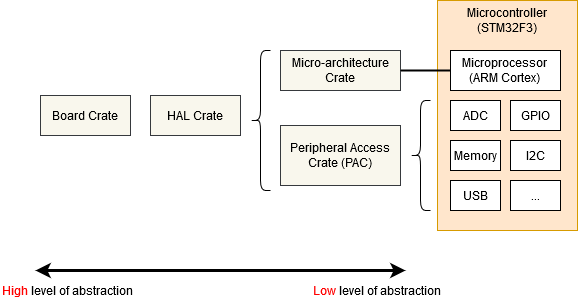 Microcontroller
(STM32F3)
Micro-architecture
Crate
Microprocessor
(ARM Cortex)
Board Crate
HAL Crate
ADC
GPIO
Peripheral Access
Crate (PAC)
Memory
I2C
USB
...
High level of abstraction
Low level of abstraction